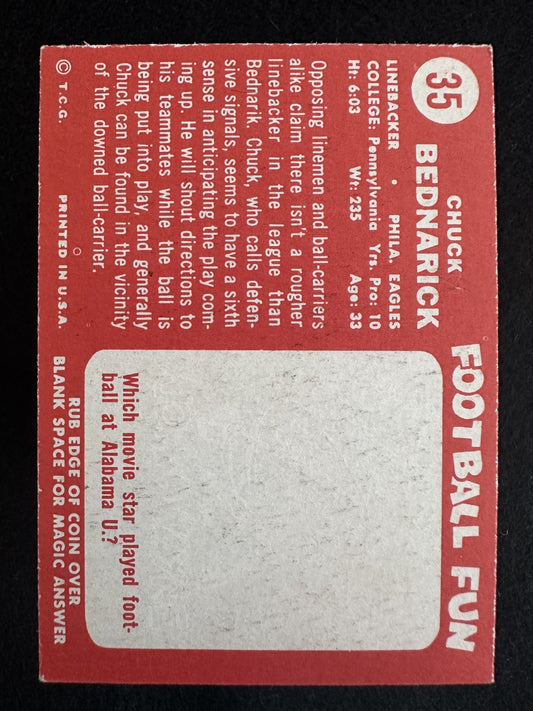 35
CHUCK
BEDNARICK
LINEBACKER • PHILA. EAGLES
COLLEGE: Pennsylvania Yrs. Pro: 10
Ht: 6:03 Wt: 235 Age: 33
Opposing linemen and ball-carriers
alike claim there isn't a rougher
linebacker in the league than
Bednarik. Chuck, who calls defen-
sive signals, seems to have a sixth
sense in anticipating the play com-
ing up. He will shout directions to
his teammates while the ball is
being put into play, and generally
Chuck can be found in the vicinity
of the downed ball-carrier.
© T.C.G. PRINTED IN U.S.A.
FOOTBALL FUN
Which movie star played foot-
ball at Alabama U.?
RUB EDGE OF COIN OVER
BLANK SPACE FOR MAGIC ANSWER